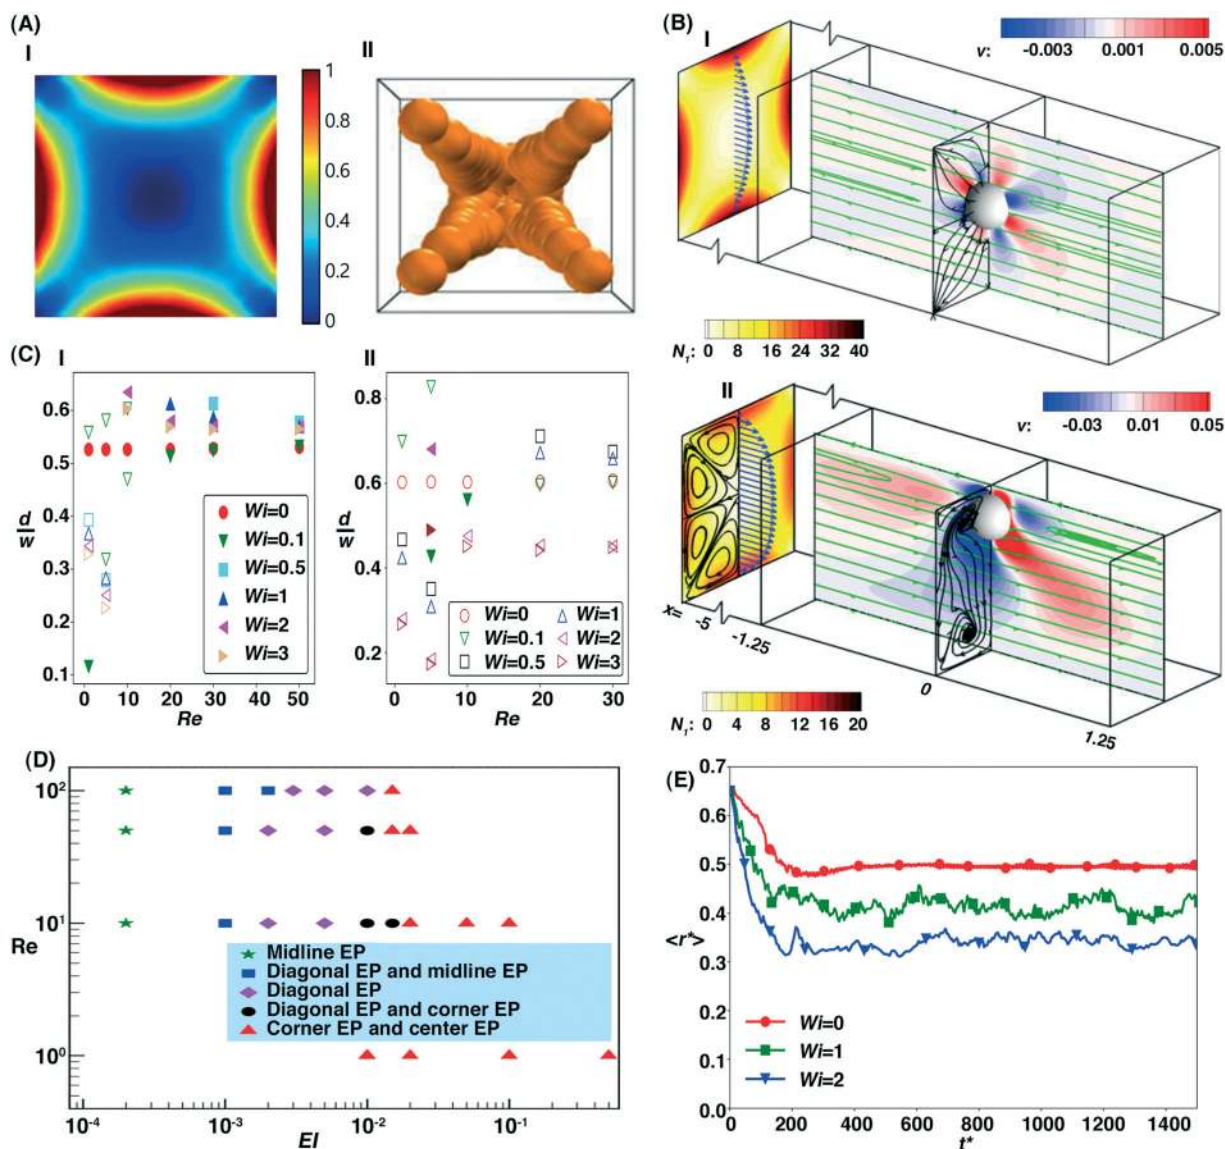 (A)
I
II
1
0.8
0.6
0.4
0.2
0
(B)
I
v: -0.003 0.001 0.005
N₁: 0 8 16 24 32 40
II
v: -0.03 0.01 0.05
x= -5 -1.25 0 1.25
N₁: 0 4 8 12 16 20
(C)
I
d/w
0.6
0.5
0.4
0.3
0.2
0.1
Wi=0
Wi=0.1
Wi=0.5
Wi=1
Wi=2
Wi=3
0 10 20 30 40 50
Re
II
d/w
0.8
0.6
0.4
0.2
Wi=0 Wi=1
Wi=0.1 Wi=2
Wi=0.5 Wi=3
0 10 20 30
Re
(D)
Re
10²
10¹
10⁰
Midline EP
Diagonal EP and midline EP
Diagonal EP
Diagonal EP and corner EP
Corner EP and center EP
10⁻⁴ 10⁻³ 10⁻² 10⁻¹
El
(E)
<r*>
0.7
0.6
0.5
0.4
0.3
0.2
0.1
0.0
Wi=0
Wi=1
Wi=2
0 200 400 600 800 1000 1200 1400
t*